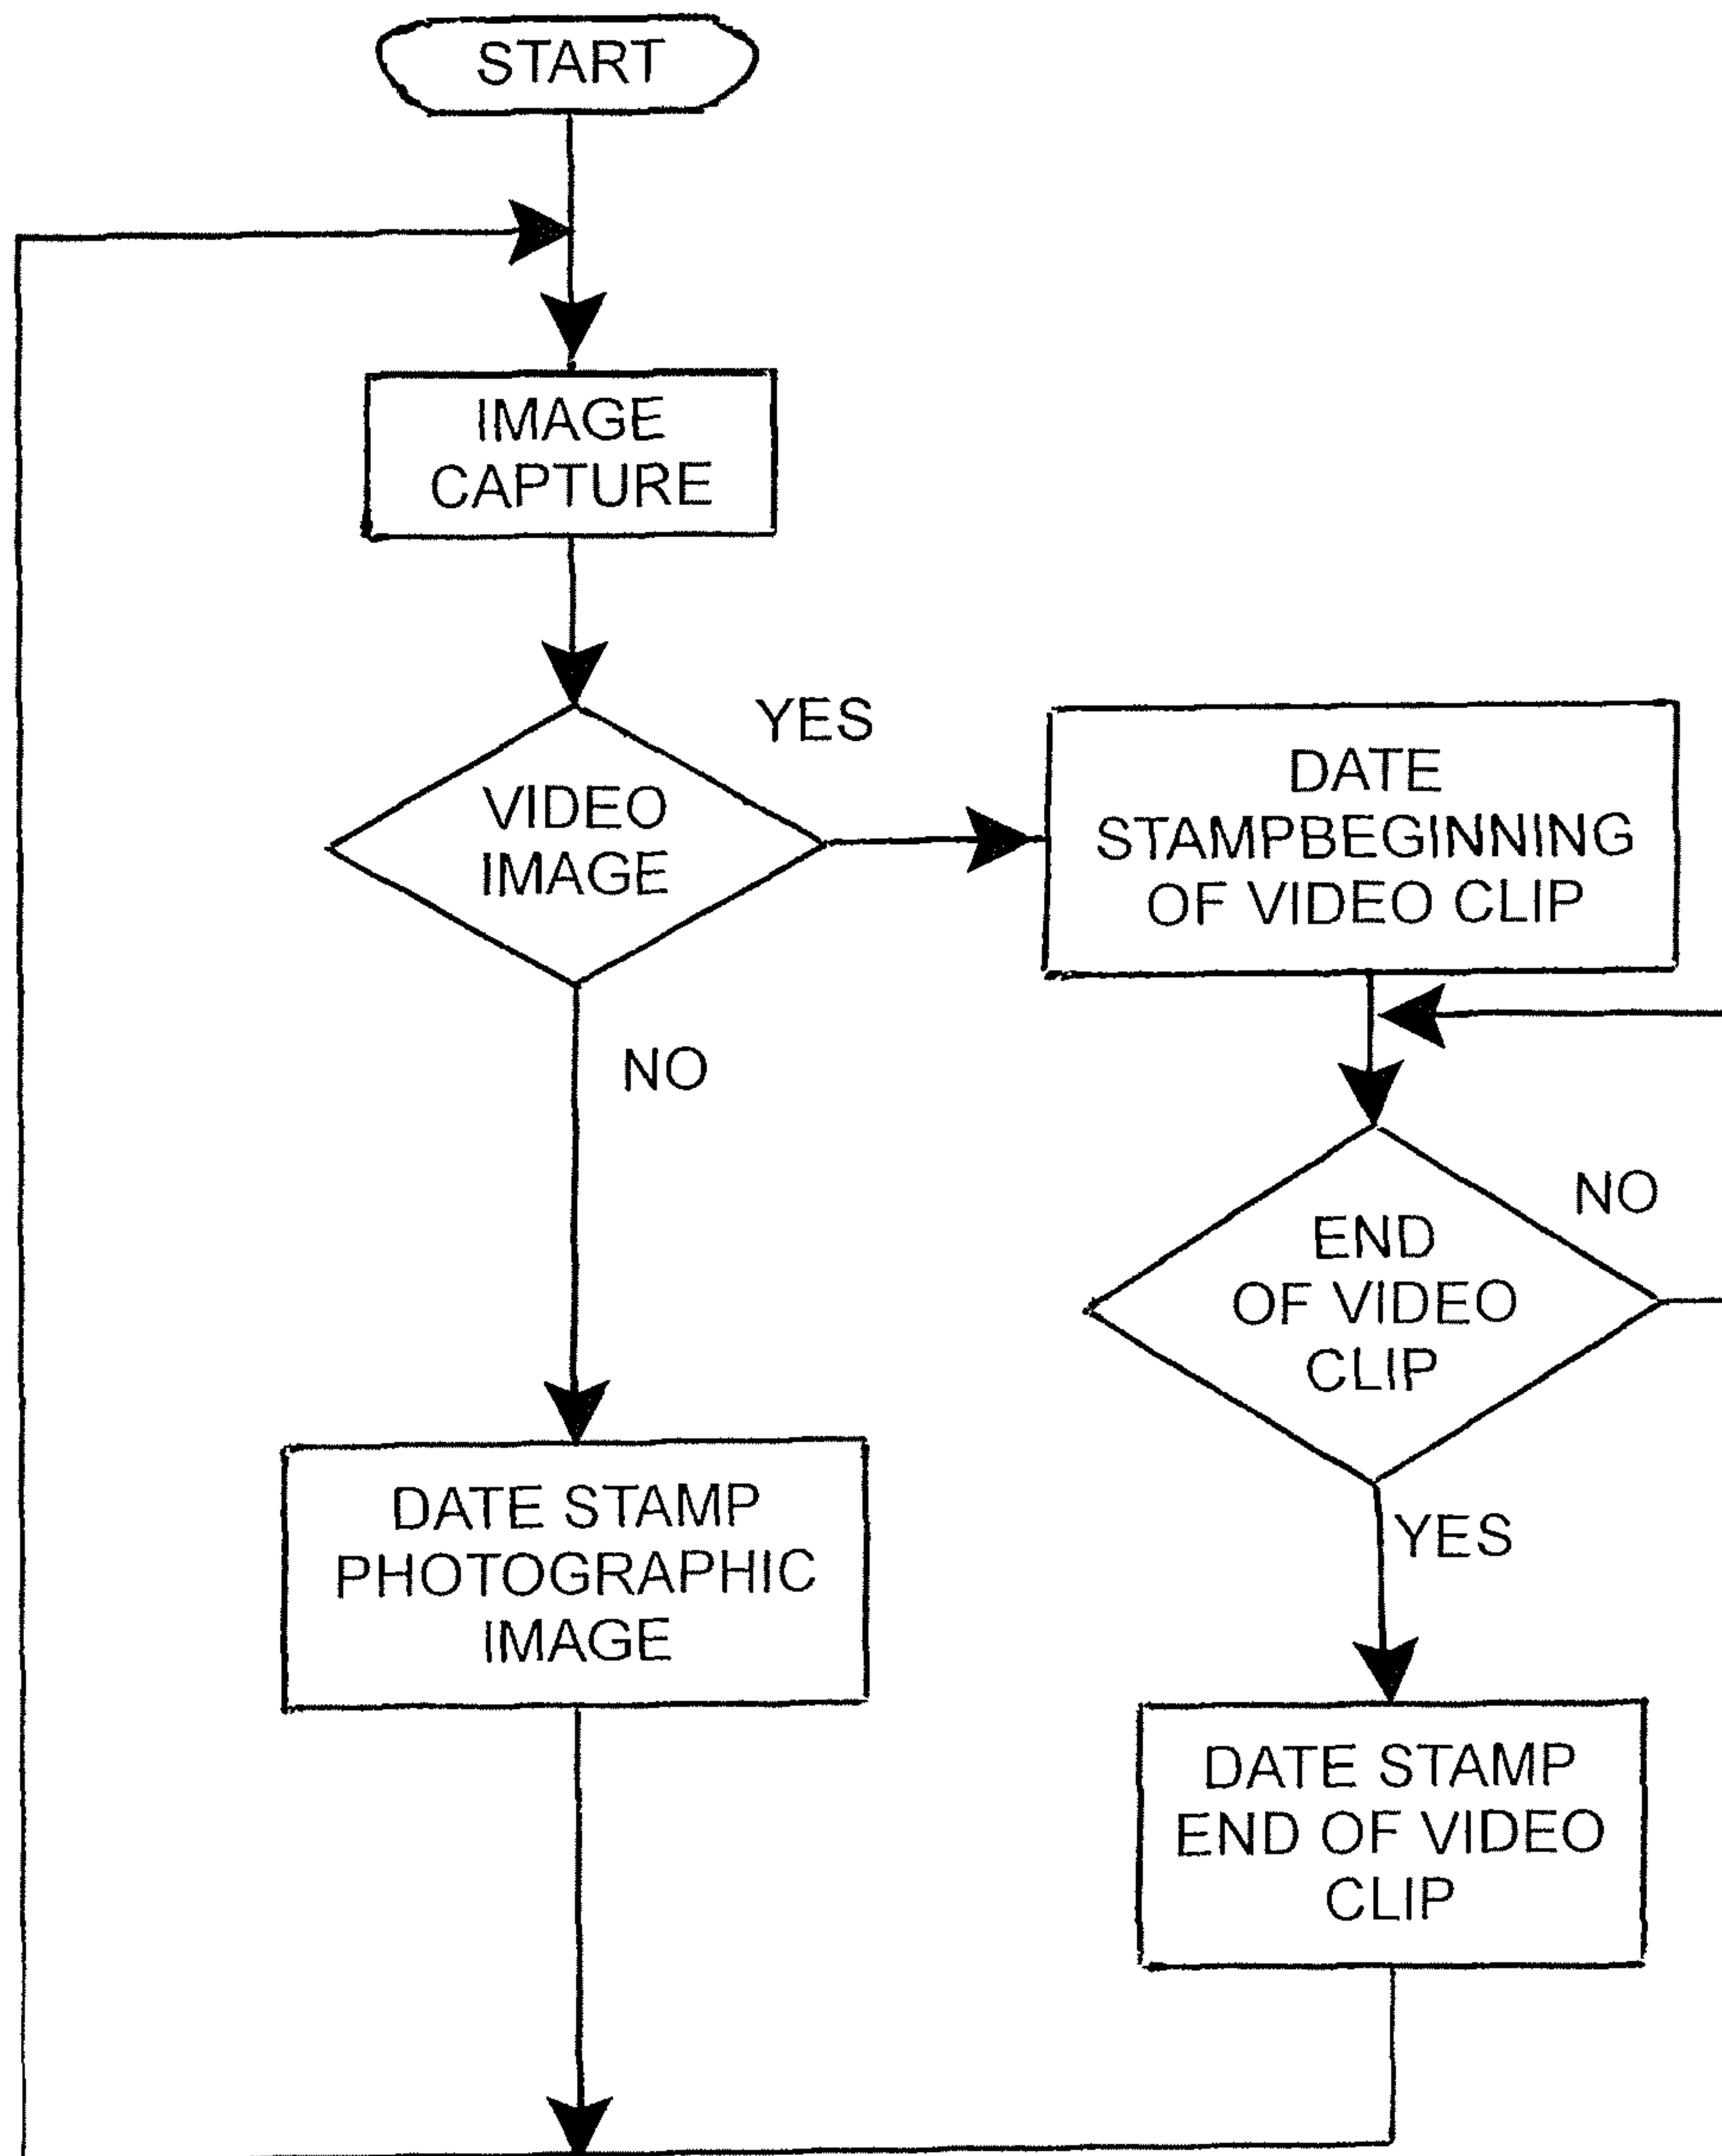 START
IMAGE
CAPTURE
VIDEO
IMAGE
YES
DATE
STAMPBEGINNING
OF VIDEO CLIP
NO
END
OF VIDEO
CLIP
NO
YES
DATE STAMP
PHOTOGRAPHIC
IMAGE
DATE STAMP
END OF VIDEO
CLIP